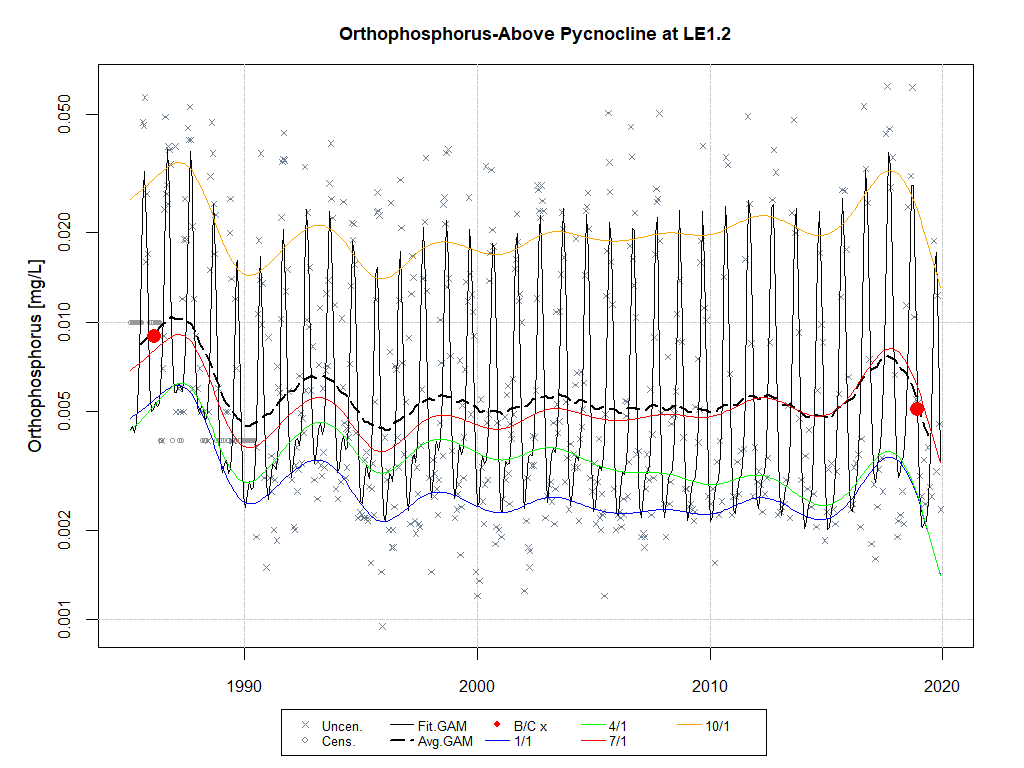 Orthophosphorus-Above Pycnocline at LE1.2
Orthophosphorus [mg/L]
0.050
0.020
0.010
0.005
0.002
0.001
1990 2000 2010 2020
Uncen. Fit.GAM B/C x 4/1 10/1
Cens. Avg.GAM 1/1 7/1